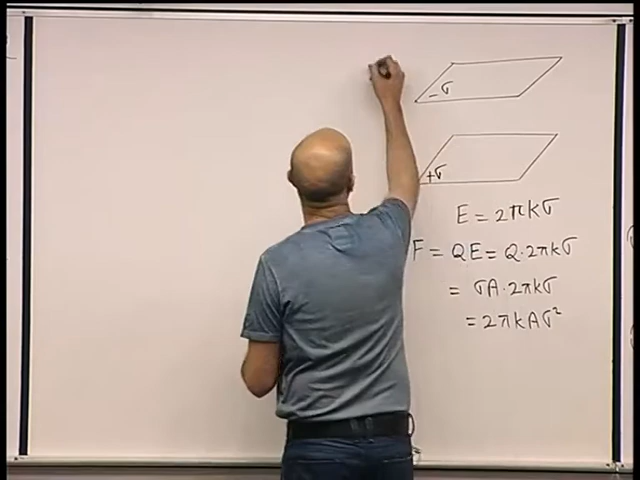 −σ
+σ
E = 2πkσ
F = QE = Q·2πkσ
= σA·2πkσ
= 2πkAσ²